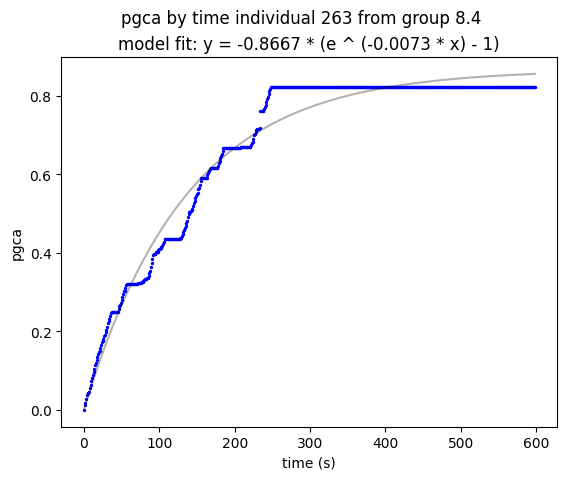 pgca by time individual 263 from group 8.4
model fit: y = -0.8667 * (e ^ (-0.0073 * x) - 1)
0.8
0.6
pgca
0.4
0.2
0.0
0 100 200 300 400 500 600
time (s)